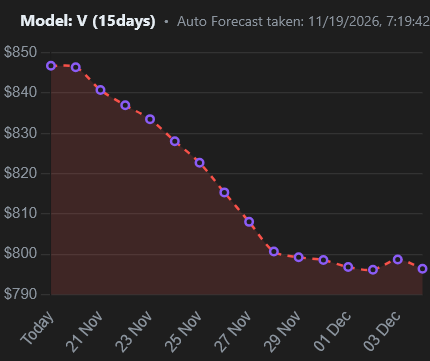 Model: V (15days) • Auto Forecast taken: 11/19/2026, 7:19:42
$850
$840
$830
$820
$810
$800
$790
Today
21 Nov
23 Nov
25 Nov
27 Nov
29 Nov
01 Dec
03 Dec